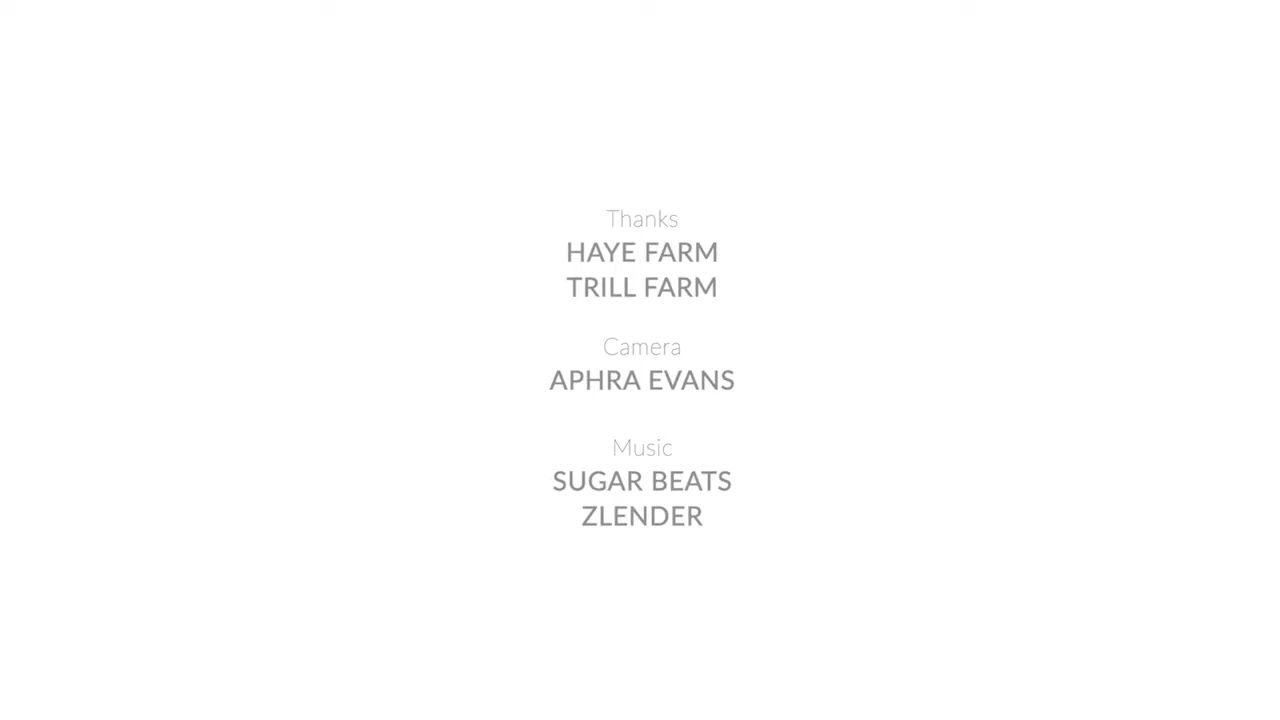 Thanks
HAYE FARM
TRILL FARM
Camera
APHRA EVANS
Music
SUGAR BEATS
ZLENDER